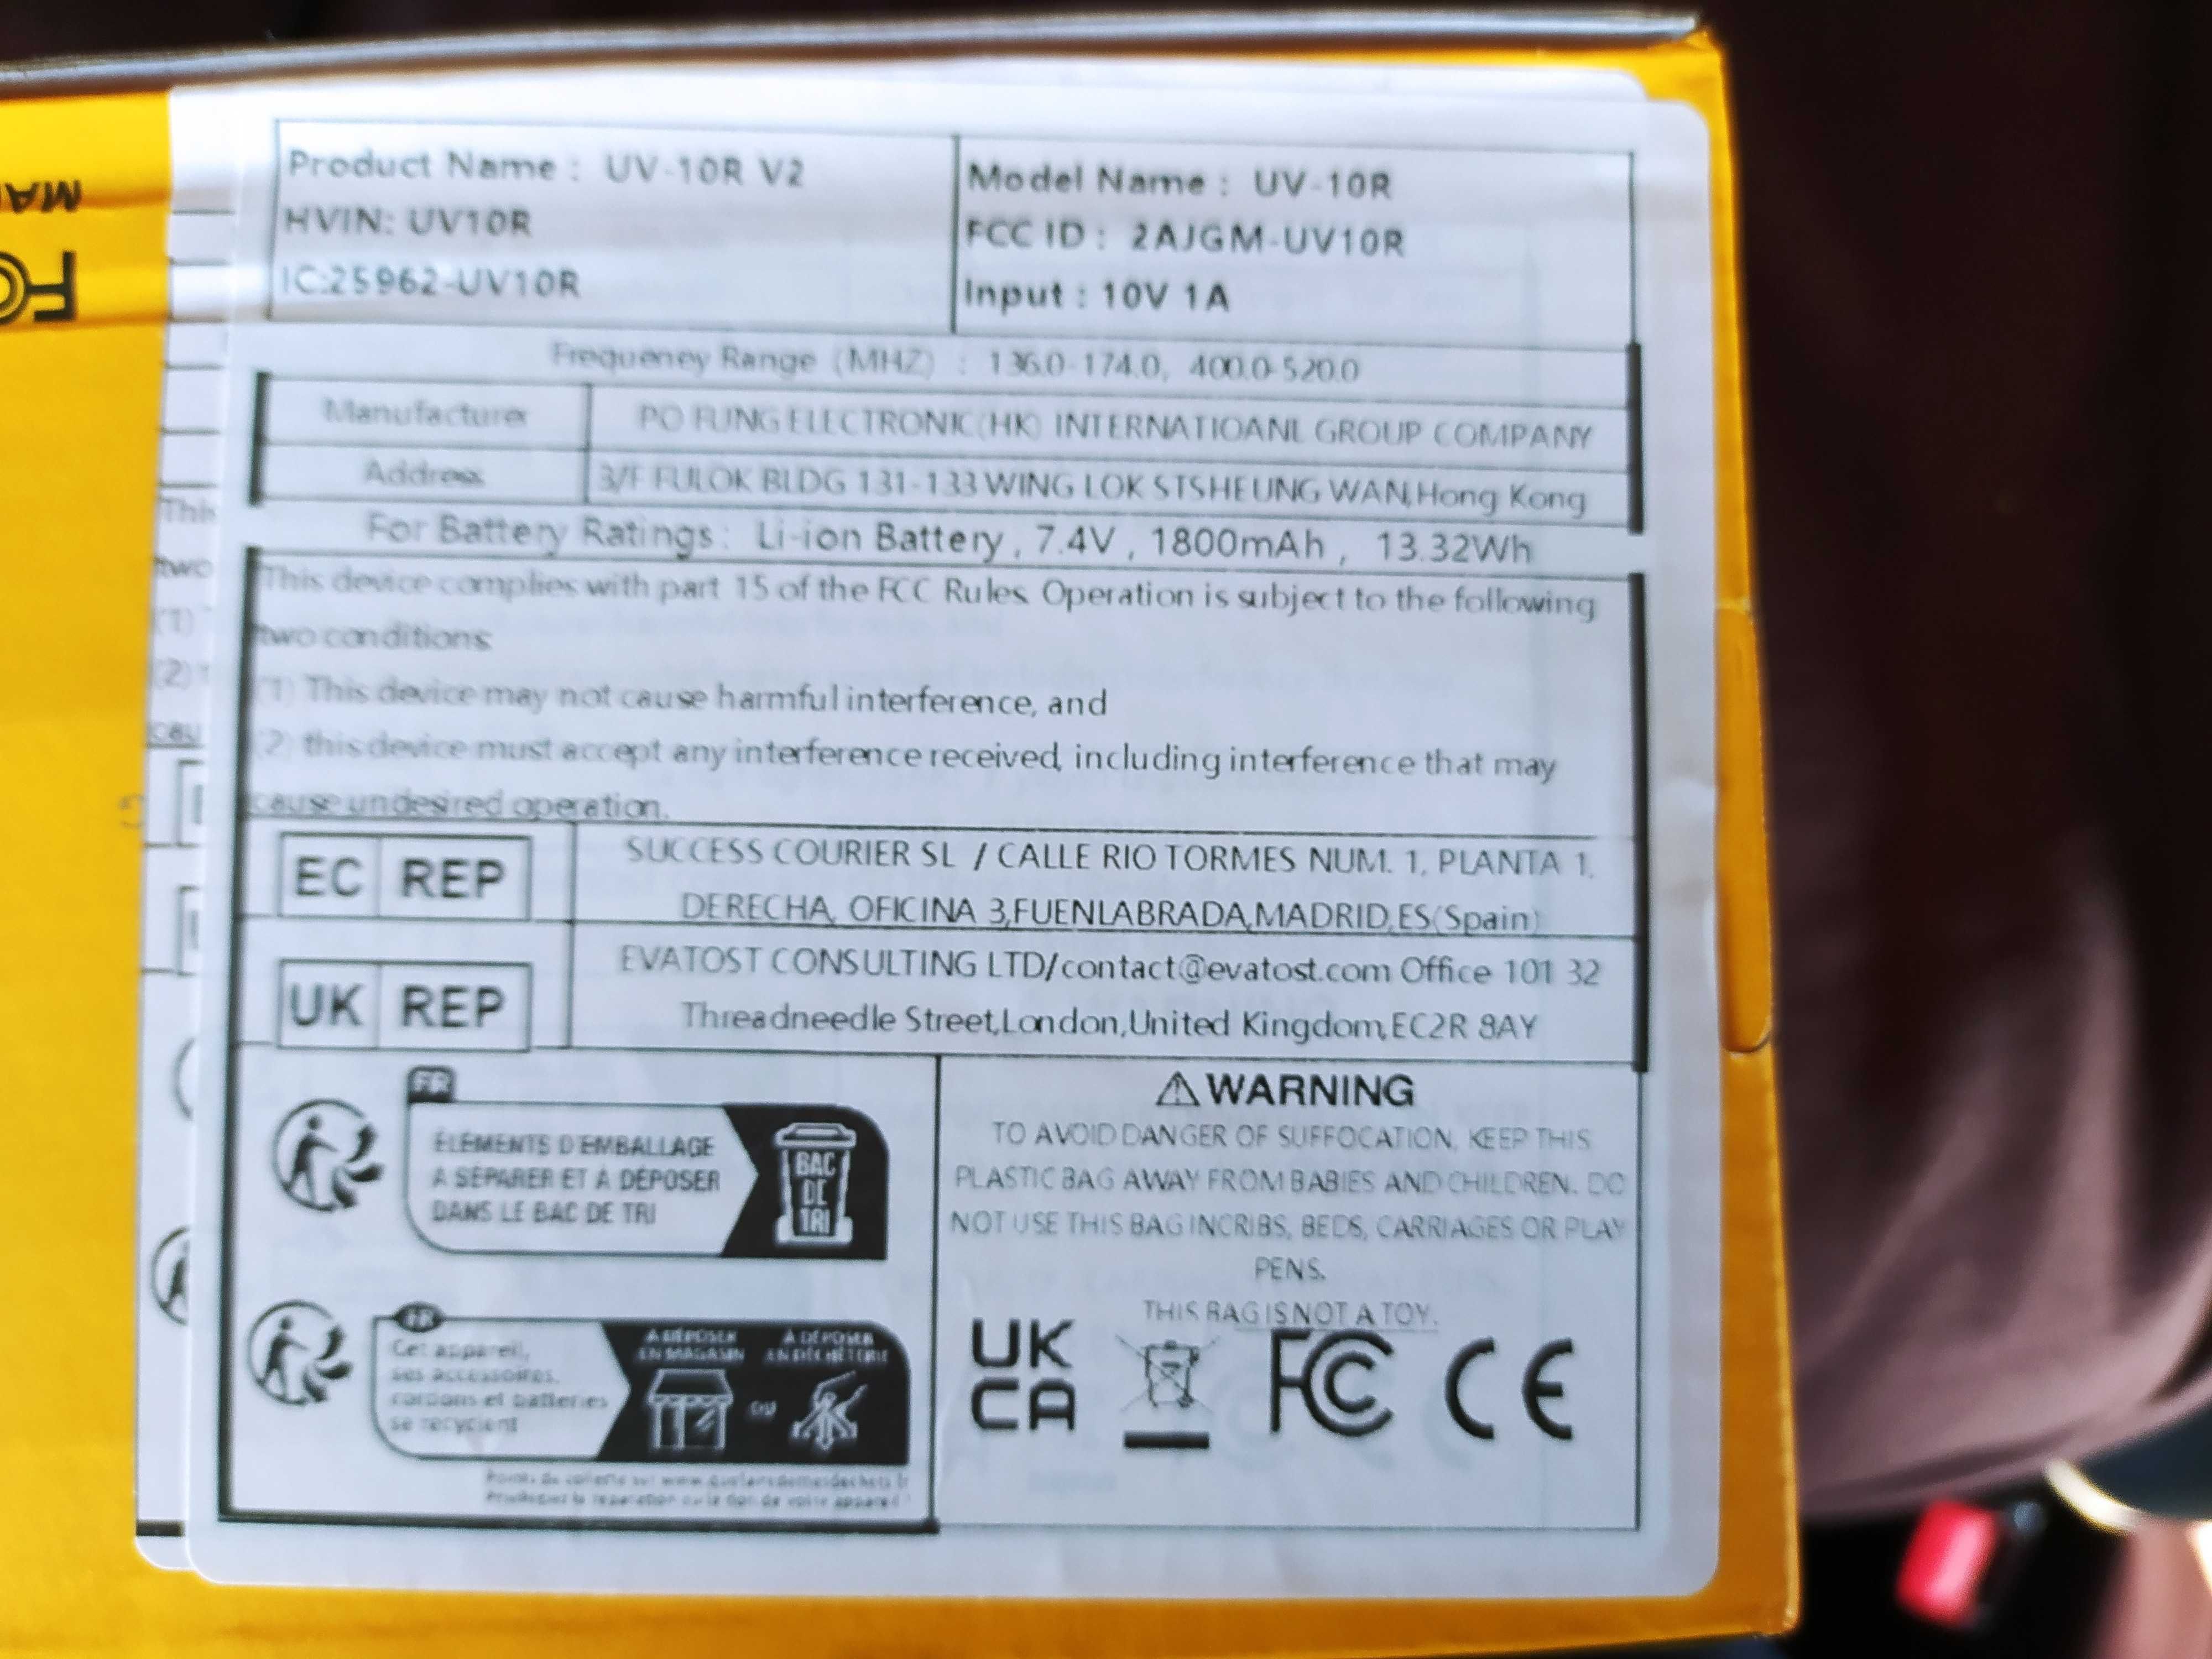 Product Name : UV-10R V2
HVIN: UV10R
IC:25962-UV10R
Model Name : UV-10R
FCC ID : 2AJGM-UV10R
Input : 10V 1A
Frequency Range (MHZ) : 136.0-174.0, 400.0-520.0
Manufacturer
PO FUNG ELECTRONIC(HK) INTERNATIOANL GROUP COMPANY
Address
3/F FULOK BLDG 131-133 WING LOK STSHEUNG WAN,Hong Kong
For Battery Ratings: Li-ion Battery, 7.4V, 1800mAh, 13.32Wh
This device complies with part 15 of the FCC Rules. Operation is subject to the following
two conditions:
(1) This device may not cause harmful interference, and
(2) this device must accept any interference received, including interference that may
cause undesired operation.
EC REP
SUCCESS COURIER SL / CALLE RIO TORMES NUM. 1, PLANTA 1,
DERECHA, OFICINA 3,FUENLABRADA,MADRID,ES(Spain)
UK REP
EVATOST CONSULTING LTD/contact@evatost.com Office 101 32
Threadneedle Street,London,United Kingdom,EC2R 8AY
FR
ÉLÉMENTS D'EMBALLAGE
À SÉPARER ET À DÉPOSER
DANS LE BAC DE TRI
BAC
DE
TRI
FR
Cet appareil,
ses accessoires,
cordons et batteries
se recyclent
À DÉPOSER
EN MAGASIN
OU
À DÉPOSER
EN DÉCHÈTERIE
WARNING
TO AVOID DANGER OF SUFFOCATION, KEEP THIS
PLASTIC BAG AWAY FROM BABIES AND CHILDREN. DO
NOT USE THIS BAG IN CRIBS, BEDS, CARRIAGES OR PLAY
PENS.
THIS BAG IS NOT A TOY.
UK
CA
FC
CE
This
two
(1)
(2)
cau
MA
FC